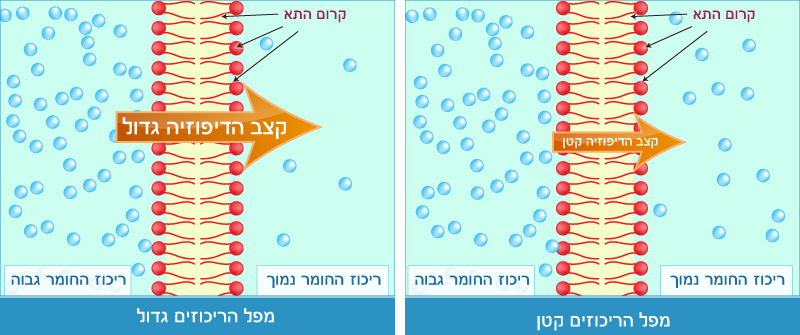 קרום התא
קצב הדיפוזיה גדול
ריכוז החומר גבוה
ריכוז החומר נמוך
מפל הריכוזים גדול
קרום התא
קצב הדיפוזיה קטן
ריכוז החומר גבוה
ריכוז החומר נמוך
מפל הריכוזים קטן